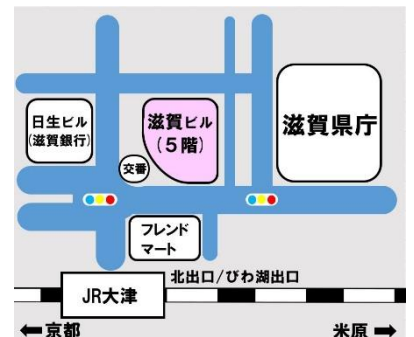 日生ビル
(滋賀銀行)
滋賀ビル
(5階)
滋賀県庁
交番
フレンド
マート
北出口/びわ湖出口
JR大津
←京都
米原→